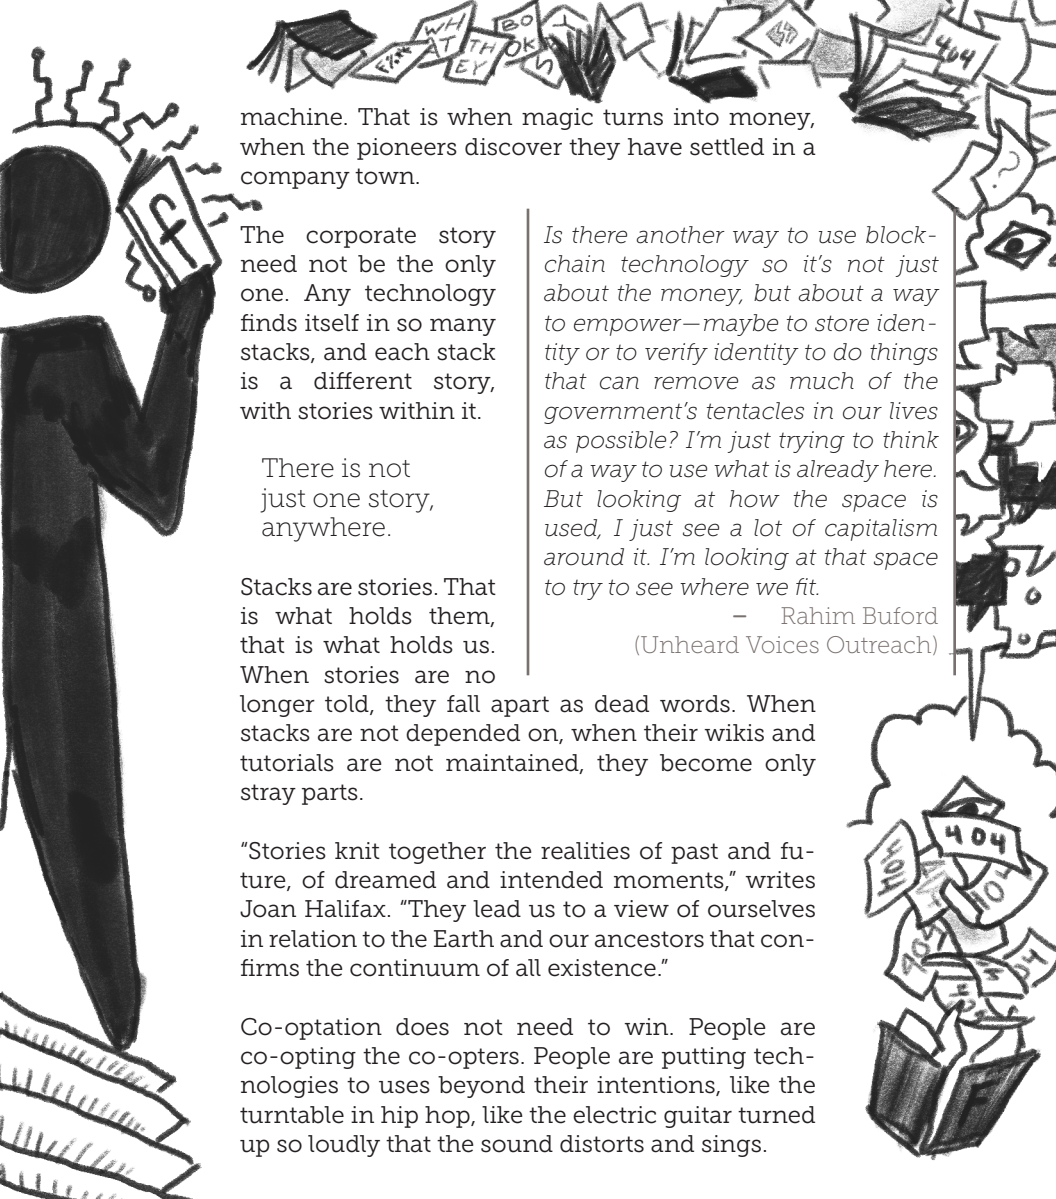 WH
AT
TH
EY
BO
OK
S
404
?
f
machine. That is when magic turns into money,
when the pioneers discover they have settled in a
company town.
The corporate story
need not be the only
one. Any technology
finds itself in so many
stacks, and each stack
is a different story,
with stories within it.
There is not
just one story,
anywhere.
Stacks are stories. That
is what holds them,
that is what holds us.
When stories are no
longer told, they fall apart as dead words. When
stacks are not depended on, when their wikis and
tutorials are not maintained, they become only
stray parts.
Is there another way to use block-
chain technology so it's not just
about the money, but about a way
to empower—maybe to store iden-
tity or to verify identity to do things
that can remove as much of the
government's tentacles in our lives
as possible? I'm just trying to think
of a way to use what is already here.
But looking at how the space is
used, I just see a lot of capitalism
around it. I'm looking at that space
to try to see where we fit.
– Rahim Buford
(Unheard Voices Outreach)
“Stories knit together the realities of past and fu-
ture, of dreamed and intended moments,” writes
Joan Halifax. “They lead us to a view of ourselves
in relation to the Earth and our ancestors that con-
firms the continuum of all existence.”
Co-optation does not need to win. People are
co-opting the co-opters. People are putting tech-
nologies to uses beyond their intentions, like the
turntable in hip hop, like the electric guitar turned
up so loudly that the sound distorts and sings.
404
404
404
404
F